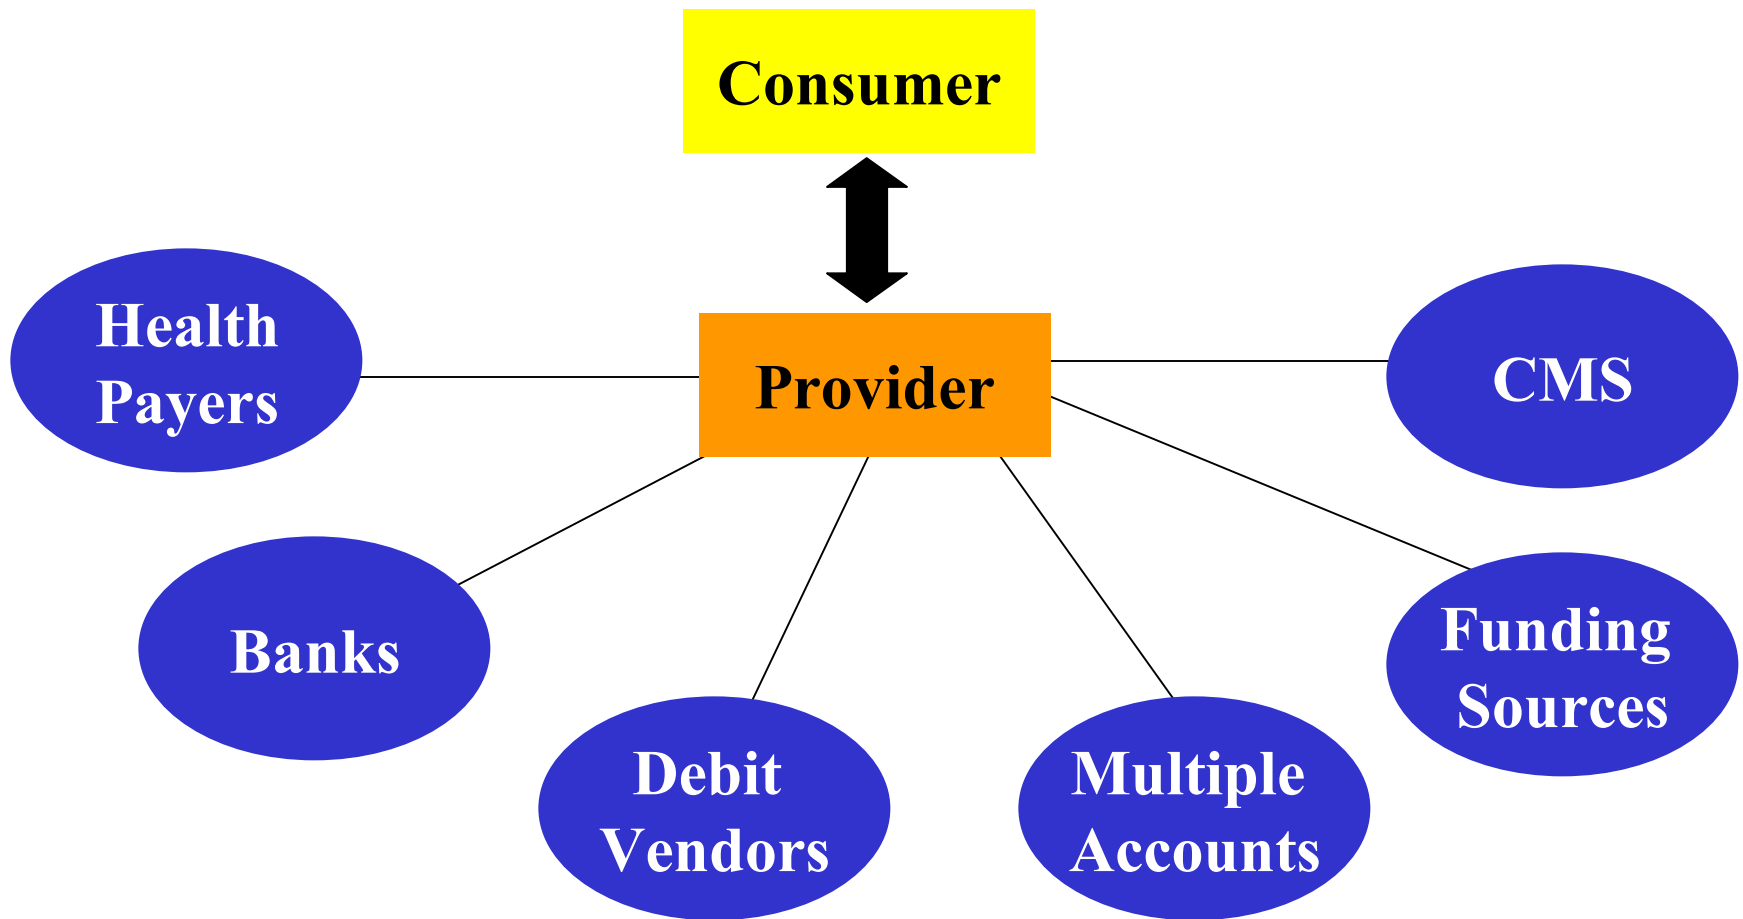 Consumer
Provider
Health
Payers
CMS
Banks
Funding
Sources
Debit
Vendors
Multiple
Accounts